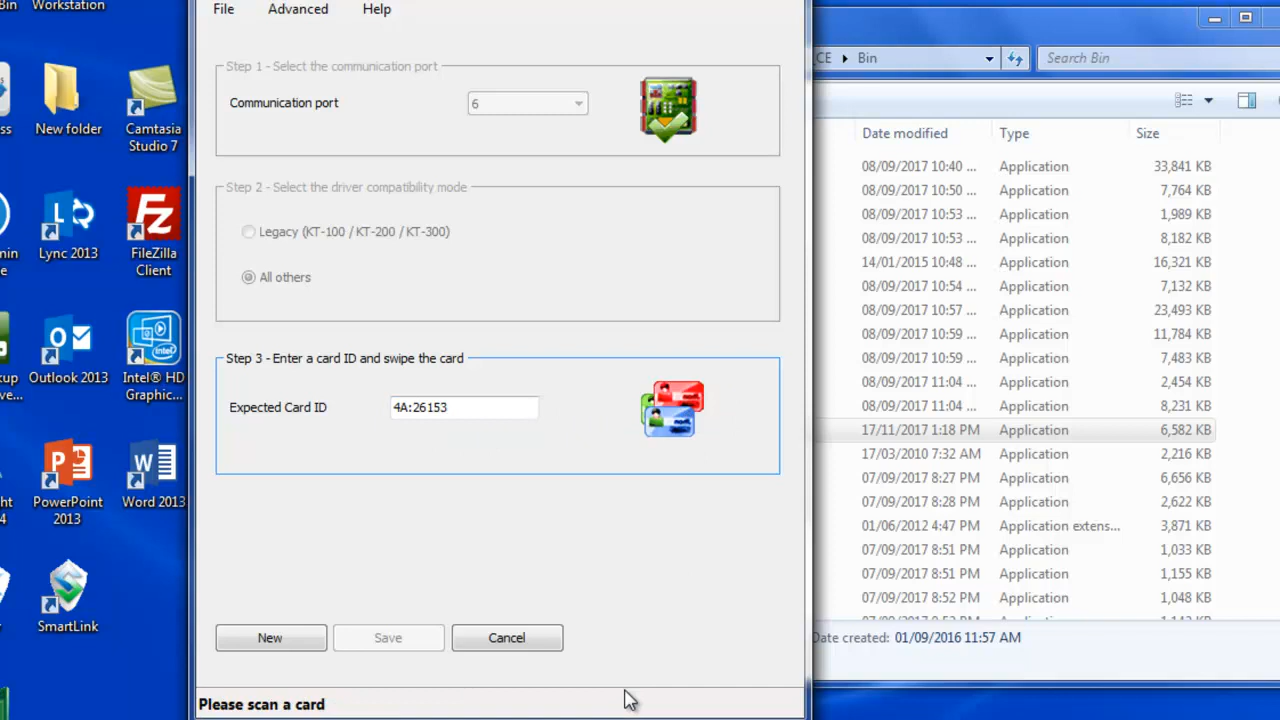 Bin
Workstation
File
Advanced
Help
Step 1 - Select the communication port
Communication port
6
Step 2 - Select the driver compatibility mode
Legacy (KT-100 / KT-200 / KT-300)
All others
Step 3 - Enter a card ID and swipe the card
Expected Card ID
4A:26153
New
Save
Cancel
Please scan a card
ss
New folder
Camtasia
Studio 7
min
e
Lync 2013
FileZilla
Client
kup
ve...
Outlook 2013
Intel® HD
Graphic...
ht
4
PowerPoint
2013
Word 2013
SmartLink
_CE
Bin
Search Bin
Date modified
Type
Size
08/09/2017 10:40 ... Application 33,841 KB
08/09/2017 10:50 ... Application 7,764 KB
08/09/2017 10:53 ... Application 1,989 KB
08/09/2017 10:53 ... Application 8,182 KB
14/01/2015 10:48 ... Application 16,321 KB
08/09/2017 10:54 ... Application 7,132 KB
08/09/2017 10:57 ... Application 23,493 KB
08/09/2017 10:59 ... Application 11,784 KB
08/09/2017 10:59 ... Application 7,483 KB
08/09/2017 11:04 ... Application 2,454 KB
08/09/2017 11:04 ... Application 8,231 KB
17/11/2017 1:18 PM Application 6,582 KB
17/03/2010 7:32 AM Application 2,216 KB
07/09/2017 8:27 PM Application 6,656 KB
07/09/2017 8:28 PM Application 2,622 KB
01/06/2012 4:47 PM Application extens... 3,871 KB
07/09/2017 8:51 PM Application 1,033 KB
07/09/2017 8:51 PM Application 1,155 KB
07/09/2017 8:52 PM Application 1,048 KB
Date created: 01/09/2016 11:57 AM